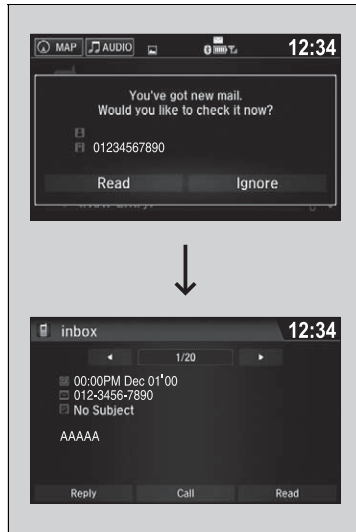 MAP AUDIO 12:34
You've got new mail.
Would you like to check it now?
01234567890
Read Ignore
inbox 12:34
1/20
00:00PM Dec 01'00
012-3456-7890
No Subject
AAAAA
Reply Call Read